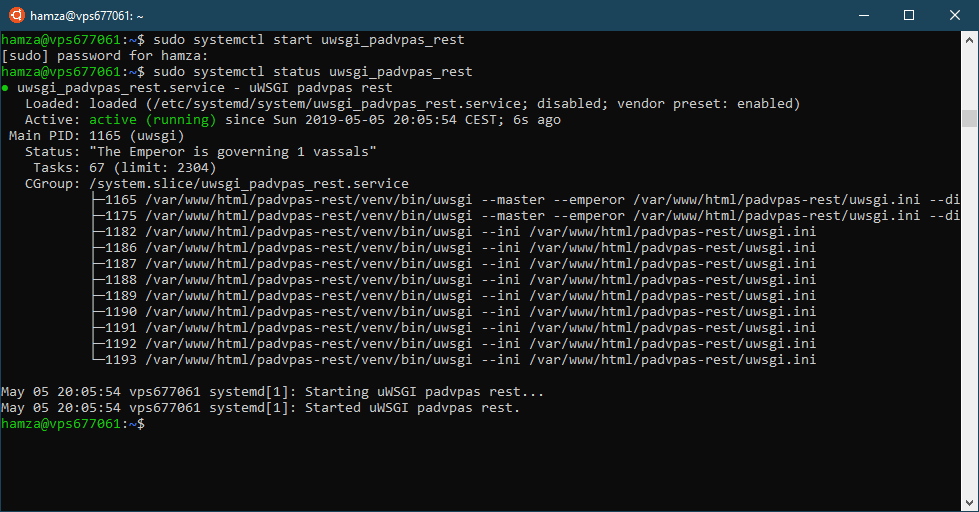 hamza@vps677061: ~
hamza@vps677061:~$ sudo systemctl start uwsgi_padvpas_rest
[sudo] password for hamza:
hamza@vps677061:~$ sudo systemctl status uwsgi_padvpas_rest
● uwsgi_padvpas_rest.service - uWSGI padvpas rest
   Loaded: loaded (/etc/systemd/system/uwsgi_padvpas_rest.service; disabled; vendor preset: enabled)
   Active: active (running) since Sun 2019-05-05 20:05:54 CEST; 6s ago
 Main PID: 1165 (uwsgi)
   Status: "The Emperor is governing 1 vassals"
    Tasks: 67 (limit: 2304)
   CGroup: /system.slice/uwsgi_padvpas_rest.service
           ├─1165 /var/www/html/padvpas-rest/venv/bin/uwsgi --master --emperor /var/www/html/padvpas-rest/uwsgi.ini --di
           ├─1175 /var/www/html/padvpas-rest/venv/bin/uwsgi --master --emperor /var/www/html/padvpas-rest/uwsgi.ini --di
           ├─1182 /var/www/html/padvpas-rest/venv/bin/uwsgi --ini /var/www/html/padvpas-rest/uwsgi.ini
           ├─1186 /var/www/html/padvpas-rest/venv/bin/uwsgi --ini /var/www/html/padvpas-rest/uwsgi.ini
           ├─1187 /var/www/html/padvpas-rest/venv/bin/uwsgi --ini /var/www/html/padvpas-rest/uwsgi.ini
           ├─1188 /var/www/html/padvpas-rest/venv/bin/uwsgi --ini /var/www/html/padvpas-rest/uwsgi.ini
           ├─1189 /var/www/html/padvpas-rest/venv/bin/uwsgi --ini /var/www/html/padvpas-rest/uwsgi.ini
           ├─1190 /var/www/html/padvpas-rest/venv/bin/uwsgi --ini /var/www/html/padvpas-rest/uwsgi.ini
           ├─1191 /var/www/html/padvpas-rest/venv/bin/uwsgi --ini /var/www/html/padvpas-rest/uwsgi.ini
           ├─1192 /var/www/html/padvpas-rest/venv/bin/uwsgi --ini /var/www/html/padvpas-rest/uwsgi.ini
           └─1193 /var/www/html/padvpas-rest/venv/bin/uwsgi --ini /var/www/html/padvpas-rest/uwsgi.ini

May 05 20:05:54 vps677061 systemd[1]: Starting uWSGI padvpas rest...
May 05 20:05:54 vps677061 systemd[1]: Started uWSGI padvpas rest.
hamza@vps677061:~$